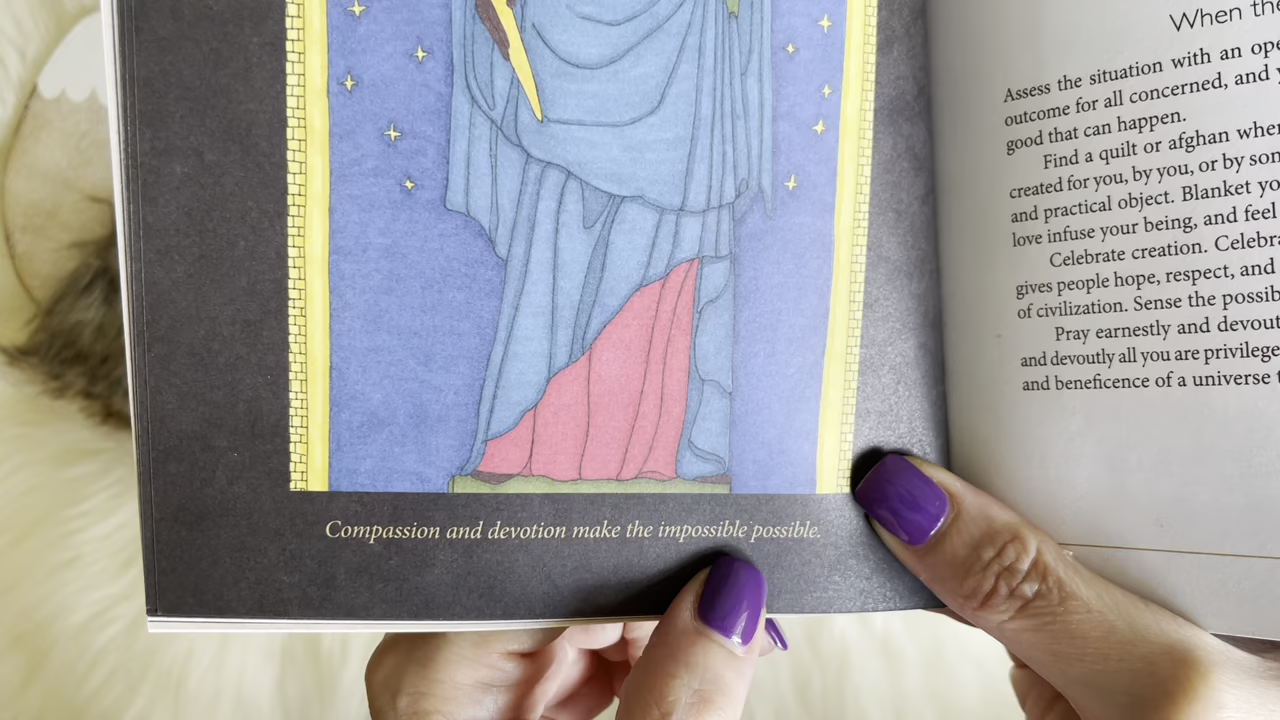 Compassion and devotion make the impossible possible.
When the
Assess the situation with an ope
outcome for all concerned, and y
good that can happen.
Find a quilt or afghan wher
created for you, by you, or by som
and practical object. Blanket yo
love infuse your being, and feel
Celebrate creation. Celebra
gives people hope, respect, and
of civilization. Sense the possib
Pray earnestly and devout
and devoutly all you are privilege
and beneficence of a universe t